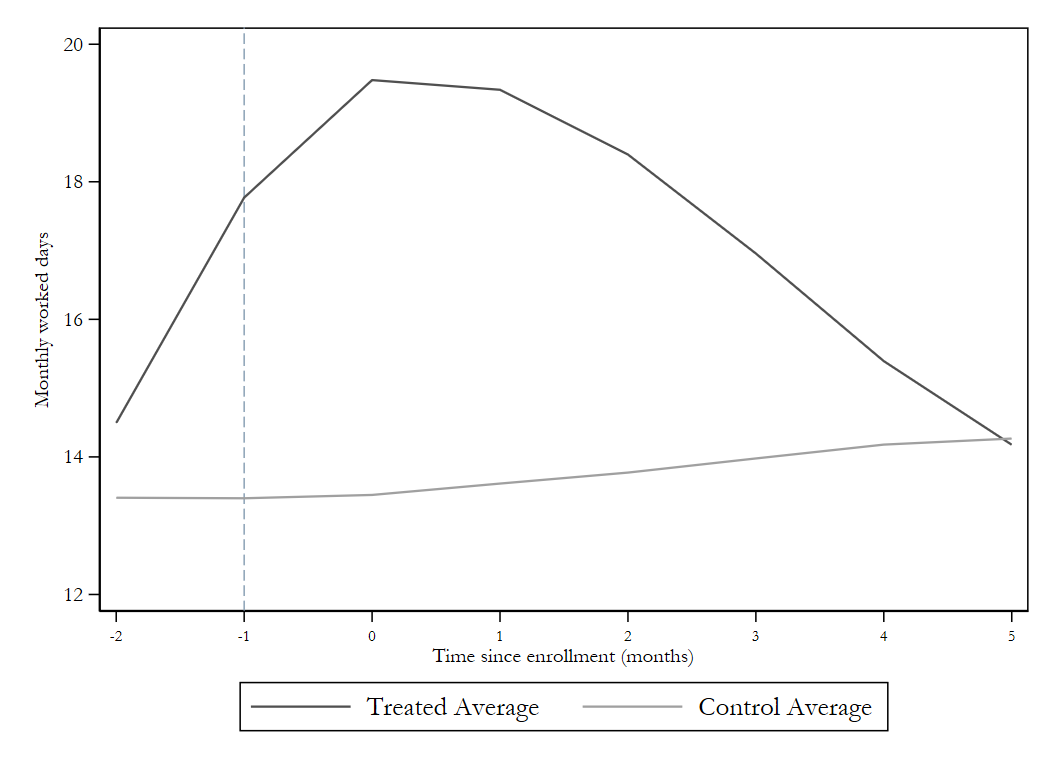 20
18
16
14
12
Monthly worked days
-2 -1 0 1 2 3 4 5
Time since enrollment (months)
Treated Average Control Average